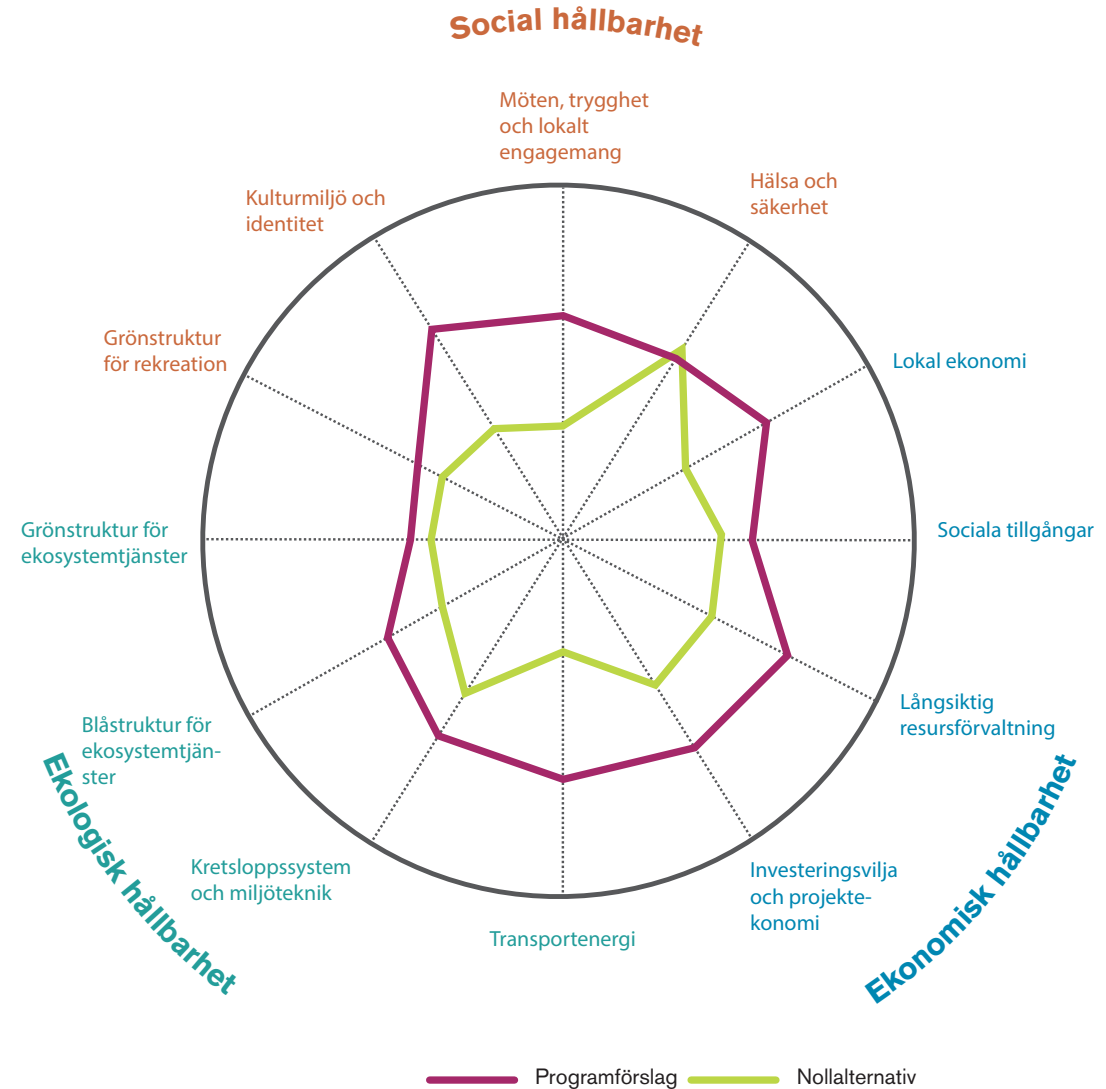 Social hållbarhet
Möten, trygghet
och lokalt
engagemang
Hälsa och
säkerhet
Kulturmiljö och
identitet
Grönstruktur
för rekreation
Lokal ekonomi
Grönstruktur för
ekosystemtjänster
Sociala tillgångar
Långsiktig
resursförvaltning
Blåstruktur för
ekosystemtjän-
ster
Ekologisk hållbarhet
Ekonomisk hållbarhet
Kretsloppssystem
och miljöteknik
Investeringsvilja
och projekte-
konomi
Transportenergi
Programförslag
Nollalternativ